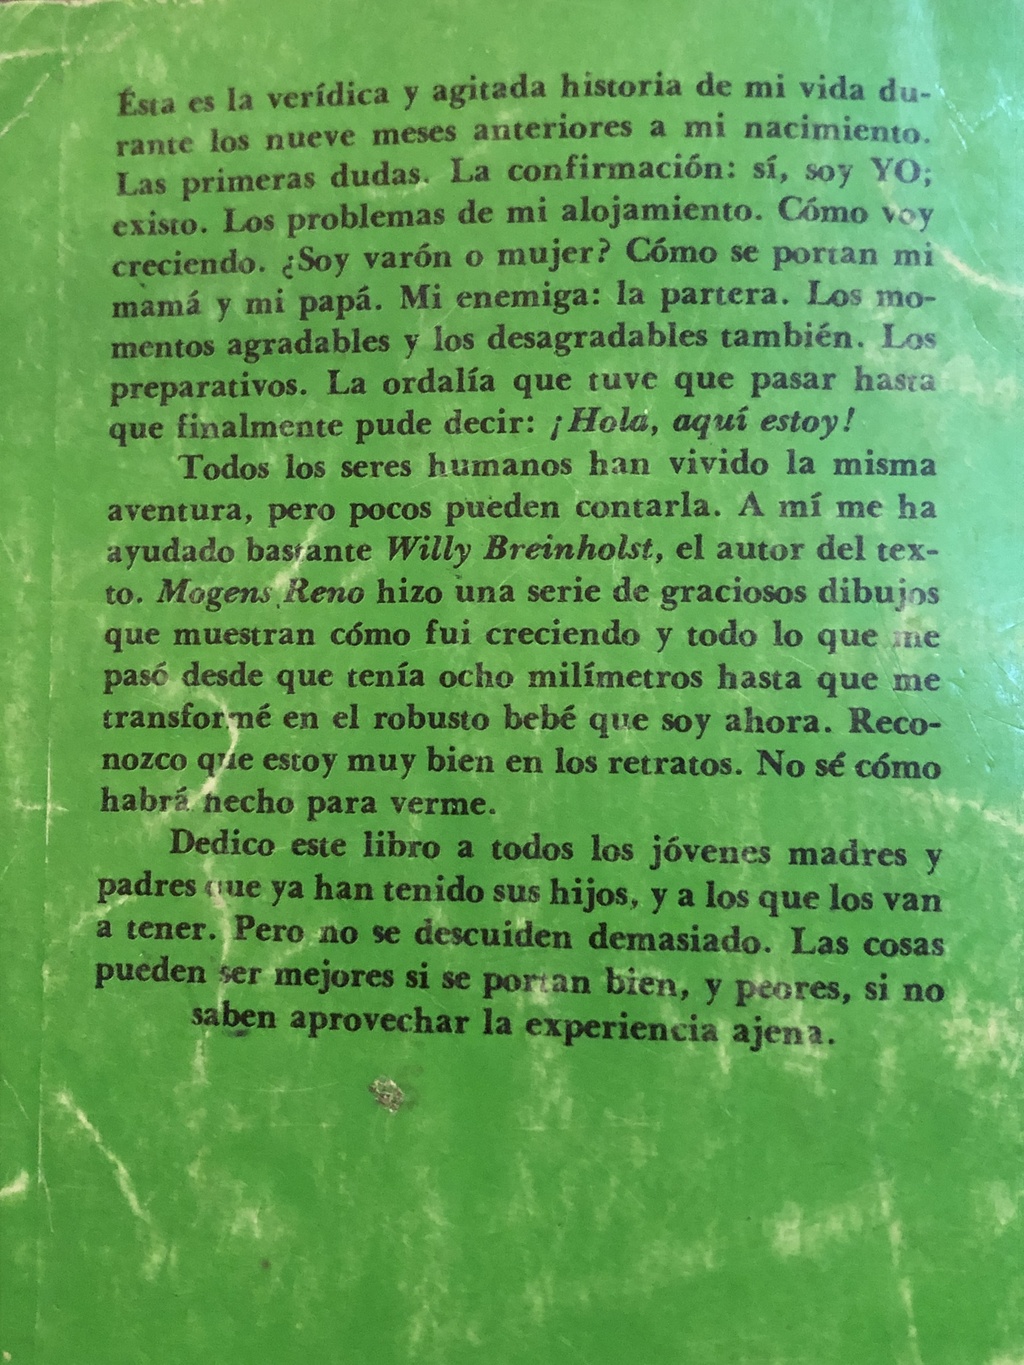 Ésta es la verídica y agitada historia de mi vida du-
rante los nueve meses anteriores a mi nacimiento.
Las primeras dudas. La confirmación: sí, soy YO;
existo. Los problemas de mi alojamiento. Cómo voy
creciendo. ¿Soy varón o mujer? Cómo se portan mi
mamá y mi papá. Mi enemiga: la partera. Los mo-
mentos agradables y los desagradables también. Los
preparativos. La ordalía que tuve que pasar hasta
que finalmente pude decir: ¡Hola, aquí estoy!
Todos los seres humanos han vivido la misma
aventura, pero pocos pueden contarla. A mí me ha
ayudado bastante Willy Breinholst, el autor del tex-
to. Mogens Reno hizo una serie de graciosos dibujos
que muestran cómo fui creciendo y todo lo que me
pasó desde que tenía ocho milímetros hasta que me
transformé en el robusto bebé que soy ahora. Reco-
nozco que estoy muy bien en los retratos. No sé cómo
habrá hecho para verme.
Dedico este libro a todos los jóvenes madres y
padres que ya han tenido sus hijos, y a los que los van
a tener. Pero no se descuiden demasiado. Las cosas
pueden ser mejores si se portan bien, y peores, si no
saben aprovechar la experiencia ajena.